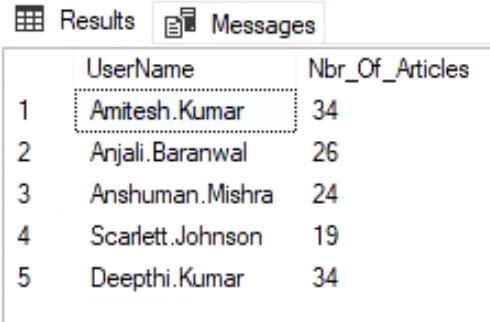 Results Messages
UserName Nbr_Of_Articles
1 Amitesh.Kumar 34
2 Anjali.Baranwal 26
3 Anshuman.Mishra 24
4 Scarlett.Johnson 19
5 Deepthi.Kumar 34